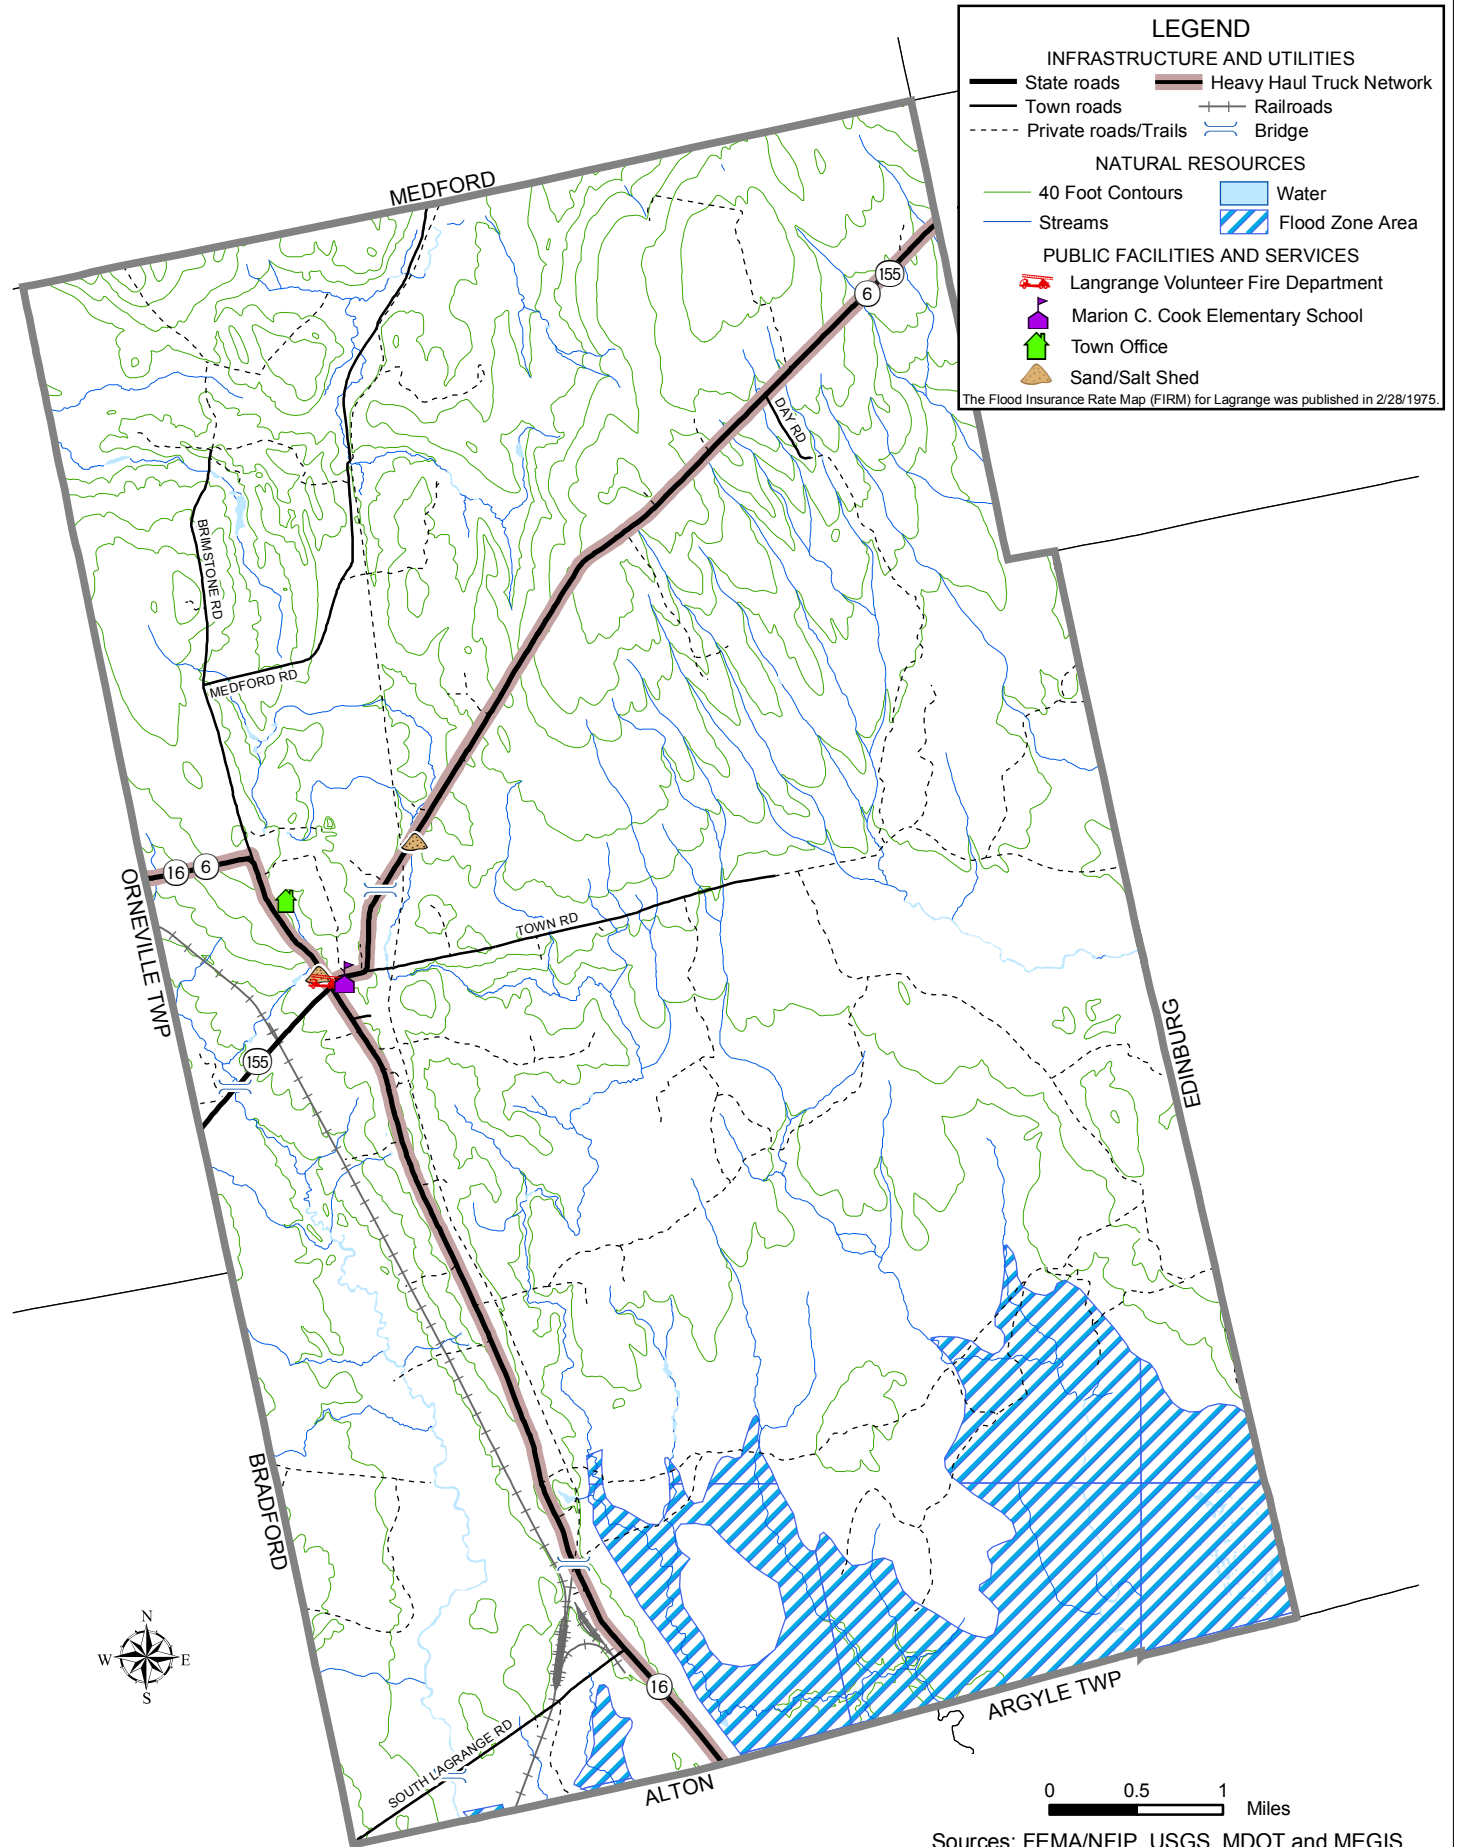 LEGEND
INFRASTRUCTURE AND UTILITIES
State roads
Heavy Haul Truck Network
Town roads
Railroads
Private roads/Trails
Bridge
NATURAL RESOURCES
40 Foot Contours
Water
Streams
Flood Zone Area
PUBLIC FACILITIES AND SERVICES
Langrange Volunteer Fire Department
Marion C. Cook Elementary School
Town Office
Sand/Salt Shed
The Flood Insurance Rate Map (FIRM) for Lagrange was published in 2/28/1975.
MEDFORD
155
6
DAY RD
BRIMSTONE RD
MEDFORD RD
16 6
ORNEVILLE TWP
TOWN RD
155
EDINBURG
BRADFORD
N
W E
S
16
SOUTH LAGRANGE RD
ALTON
ARGYLE TWP
0 0.5 1
Miles
Sources: FEMA/NFIP, USGS, MDOT and MEGIS